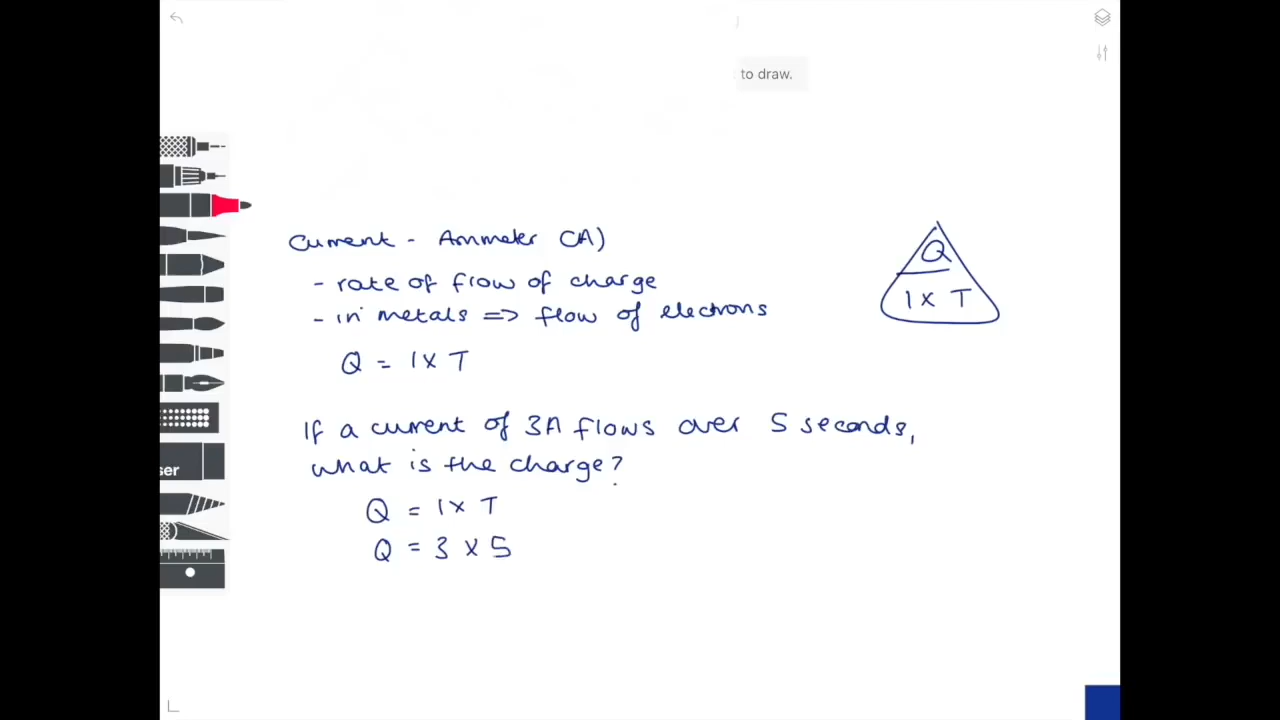 to draw.
Current - Ammeter (A)
- rate of flow of charge
- in metals => flow of electrons
Q = I x T
Q
I x T
If a current of 3A flows over 5 seconds,
what is the charge?
Q = I x T
Q = 3 x 5
ser